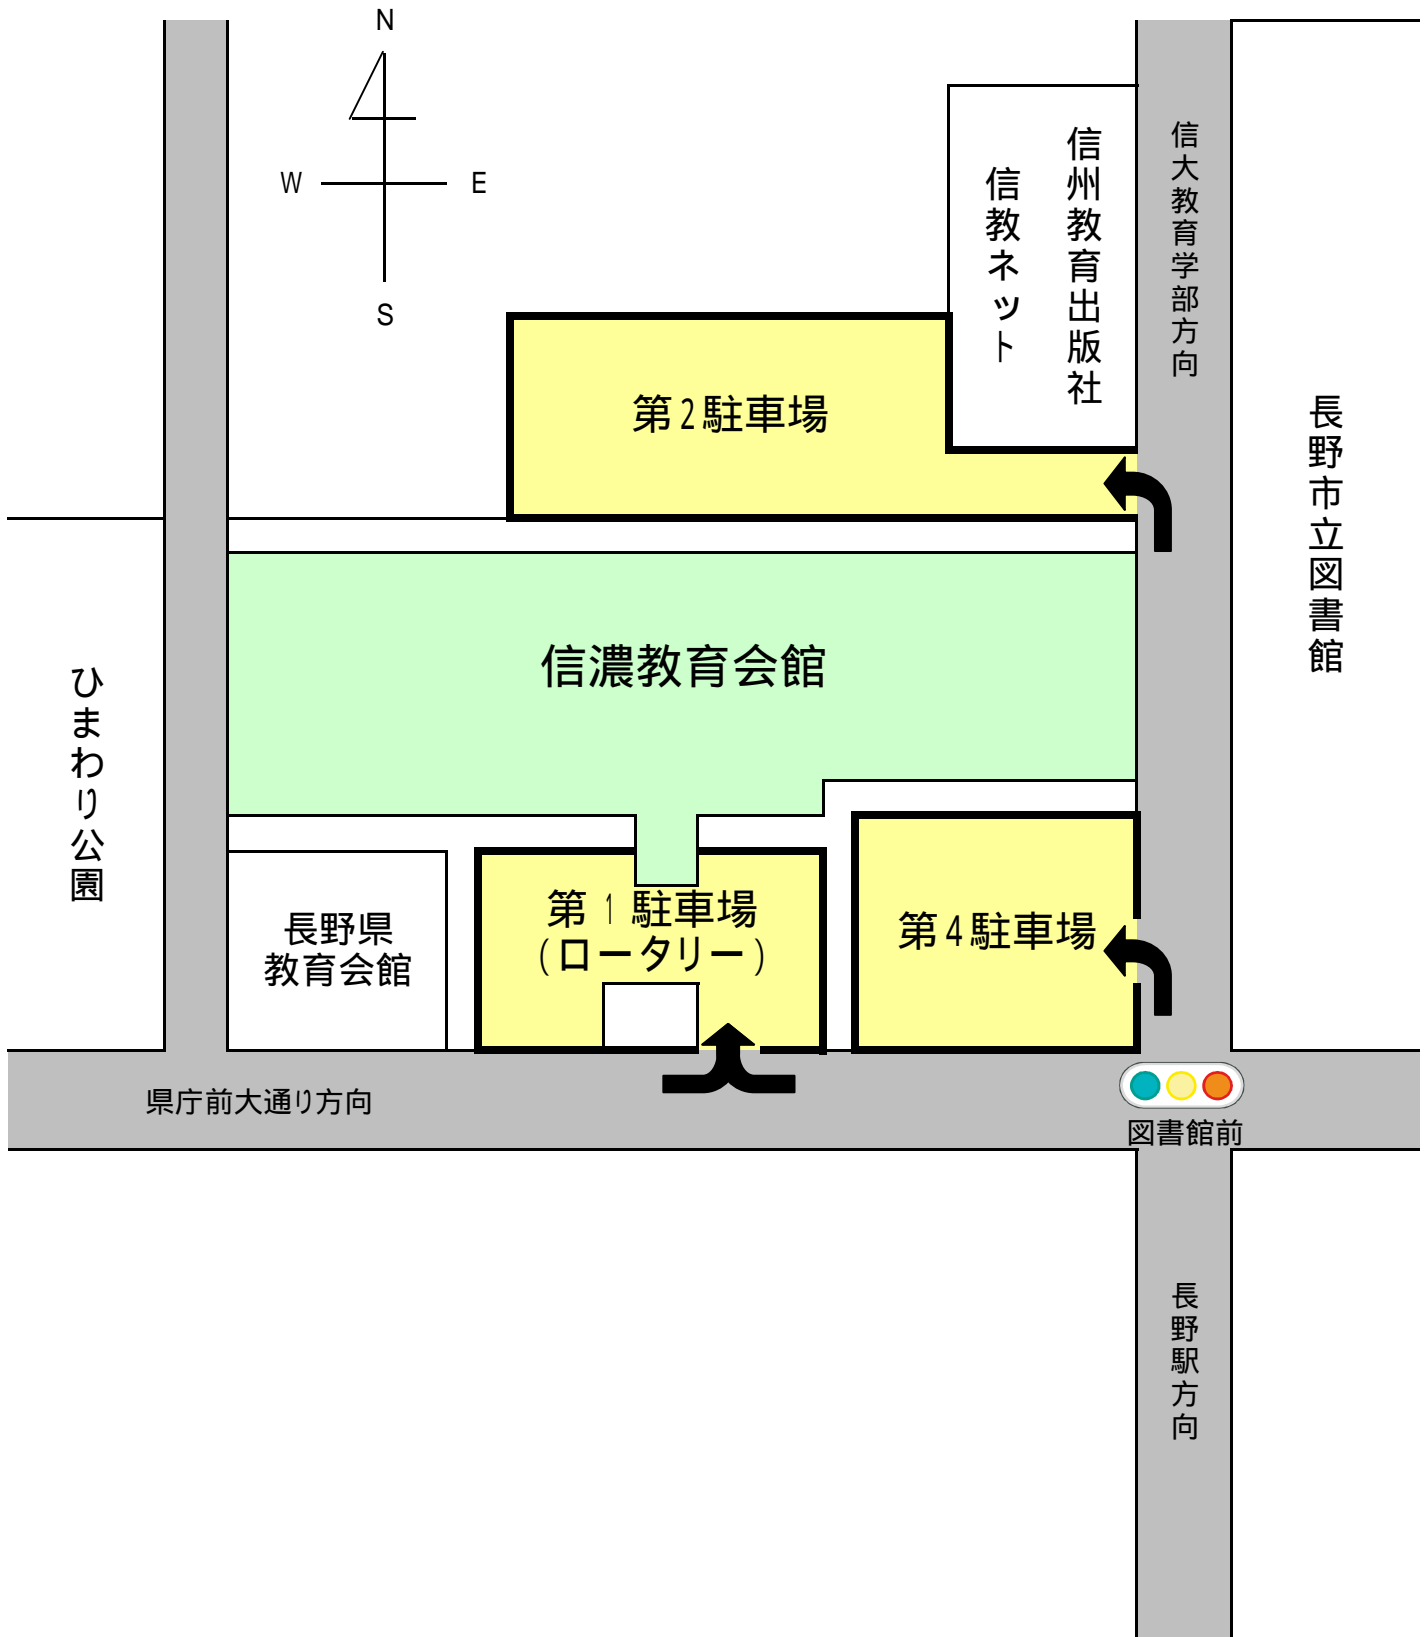 N
W
E
S
信州教育出版社
信教ネット
信大教育学部方向
第2駐車場
長野市立図書館
信濃教育会館
ひまわり公園
長野県
教育会館
第1駐車場
(ロータリー)
第4駐車場
県庁前大通り方向
図書館前
長野駅方向